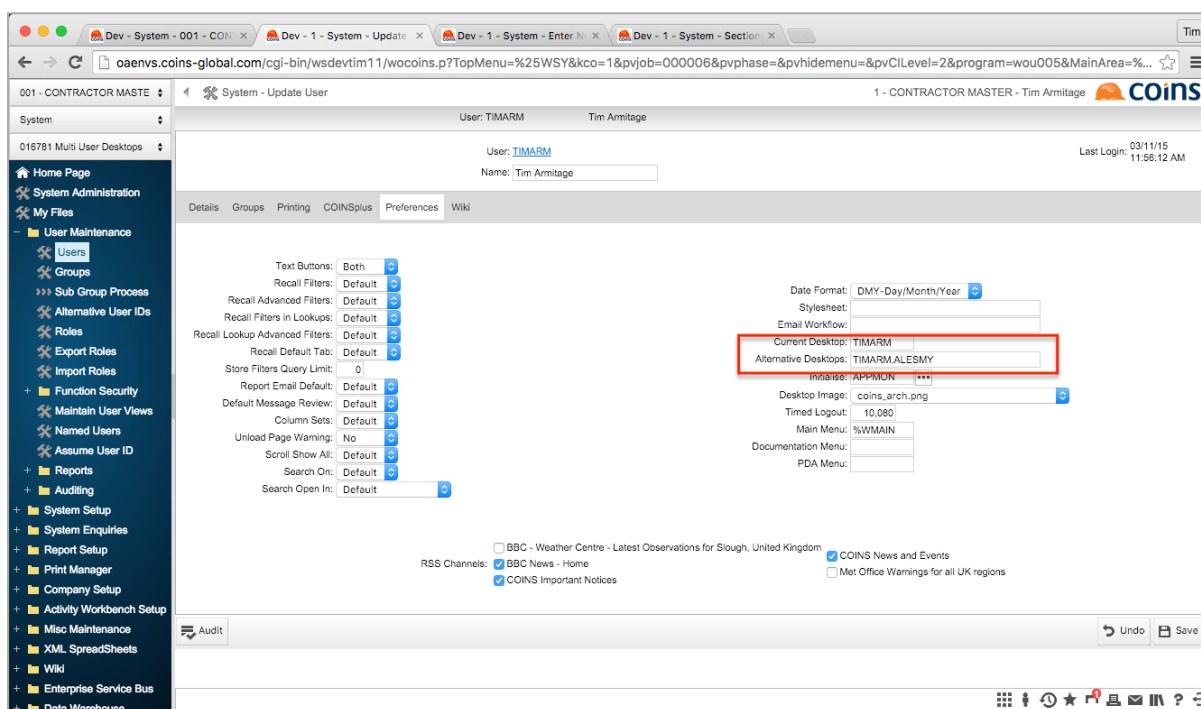 Dev - System - 001 - CON
Dev - 1 - System - Update
Dev - 1 - System - Enter N
Dev - 1 - System - Section
Tim
oaenvs.coins-global.com/cgi-bin/wsdevtim11/wocoins.p?TopMenu=%25WSY&kco=1&pvjob=000006&pvphase=&pvhidemenu=&pvCILevel=2&program=wou005&MainArea=%...
001 - CONTRACTOR MASTE
System - Update User
1 - CONTRACTOR MASTER - Tim Armitage
coins
System
User: TIMARM Tim Armitage
016781 Multi User Desktops
User: TIMARM
Name: Tim Armitage
Last Login: 03/11/15
11:56:12 AM
Home Page
System Administration
My Files
User Maintenance
Users
Groups
Sub Group Process
Alternative User IDs
Roles
Export Roles
Import Roles
Function Security
Maintain User Views
Named Users
Assume User ID
Reports
Auditing
System Setup
System Enquiries
Report Setup
Print Manager
Company Setup
Activity Workbench Setup
Misc Maintenance
XML SpreadSheets
Wiki
Enterprise Service Bus
Data Warehouse
Details Groups Printing COINSplus Preferences Wiki
Text Buttons: Both
Recall Filters: Default
Recall Advanced Filters: Default
Recall Filters in Lookups: Default
Recall Lookup Advanced Filters: Default
Recall Default Tab: Default
Store Filters Query Limit: 0
Report Email Default: Default
Default Message Review: Default
Column Sets: Default
Unload Page Warning: No
Scroll Show All: Default
Search On: Default
Search Open In: Default
Date Format: DMY-Day/Month/Year
Stylesheet:
Email Workflow:
Current Desktop: TIMARM
Alternative Desktops: TIMARM,ALESMY
Initialise: APPMON
Desktop Image: coins_arch.png
Timed Logout: 10,080
Main Menu: %WMAIN
Documentation Menu:
PDA Menu:
RSS Channels:
BBC - Weather Centre - Latest Observations for Slough, United Kingdom
BBC News - Home
COINS Important Notices
COINS News and Events
Met Office Warnings for all UK regions
Audit
Undo
Save
1
?